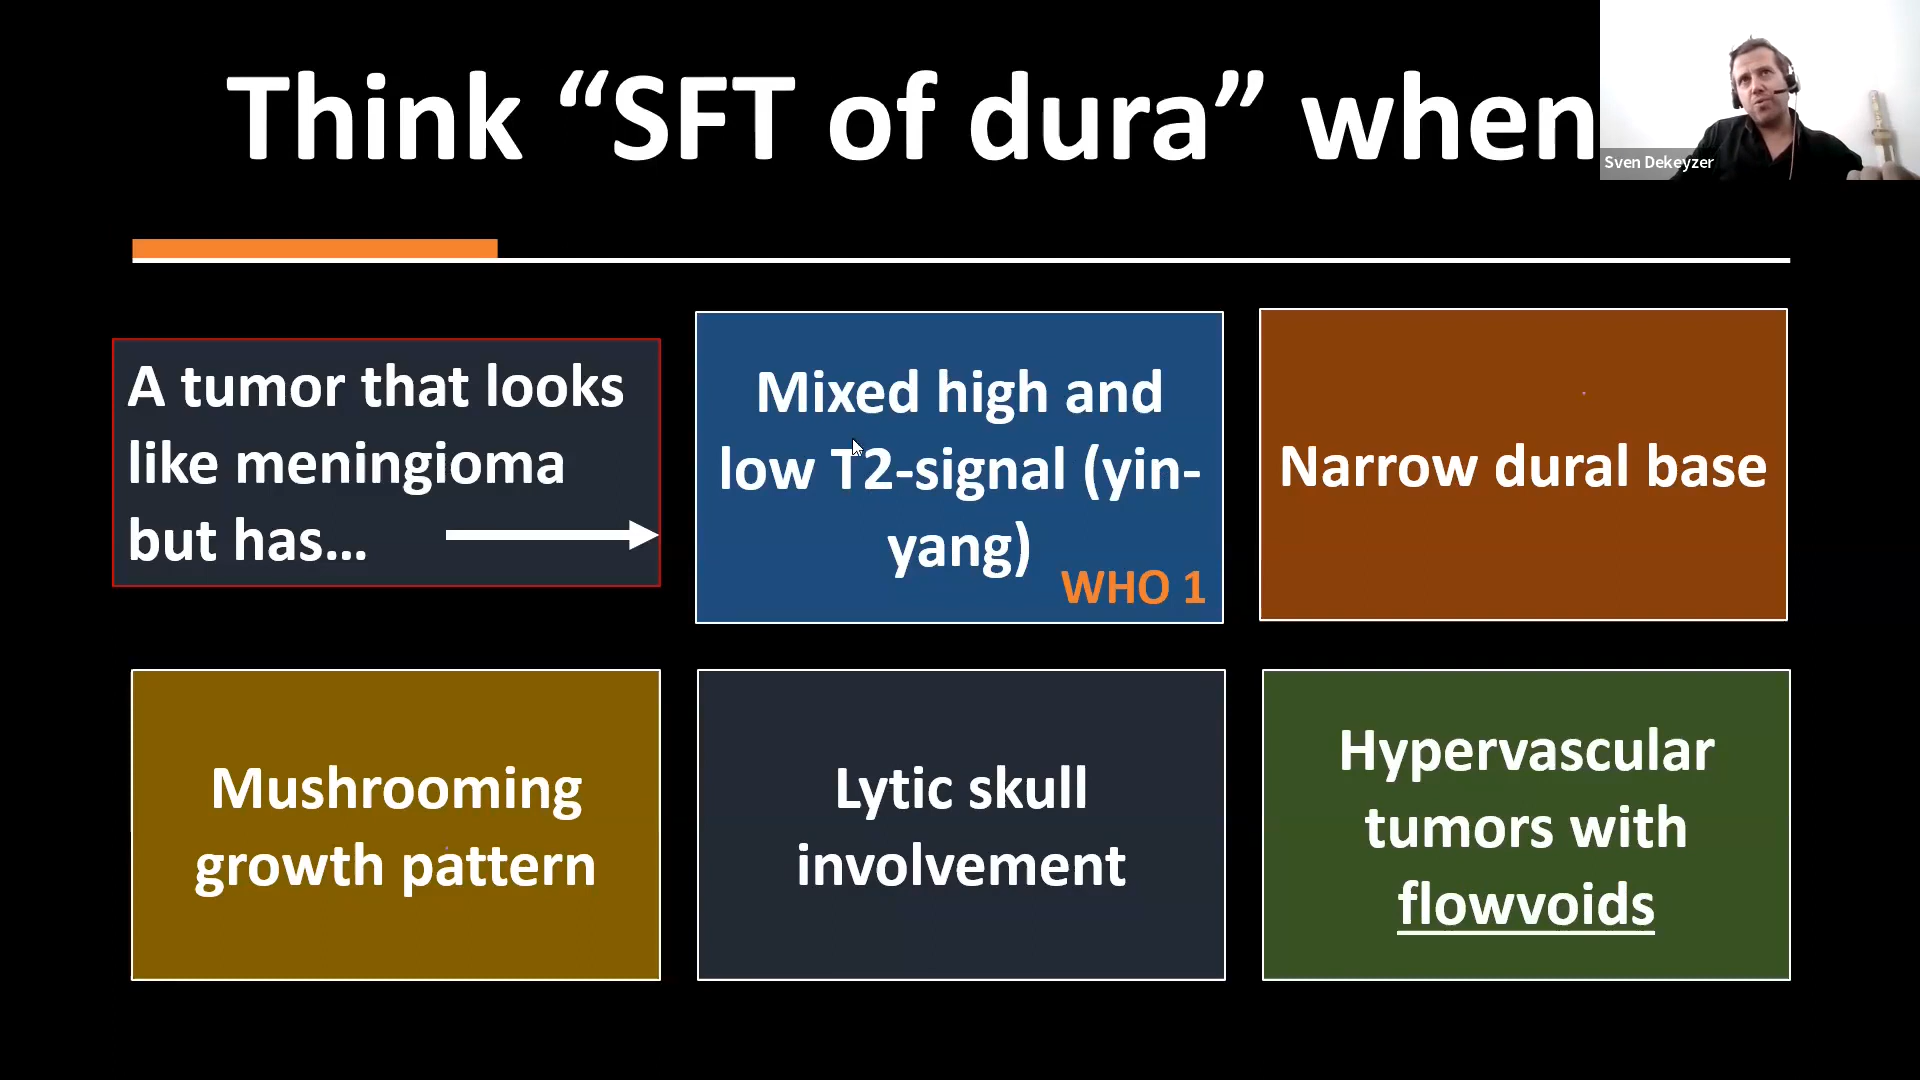 Think “SFT of dura” when
Sven Dekeyzer
A tumor that looks
like meningioma
but has...
Mixed high and
low T2-signal (yin-
yang)
WHO 1
Narrow dural base
Mushrooming
growth pattern
Lytic skull
involvement
Hypervascular
tumors with
flowvoids